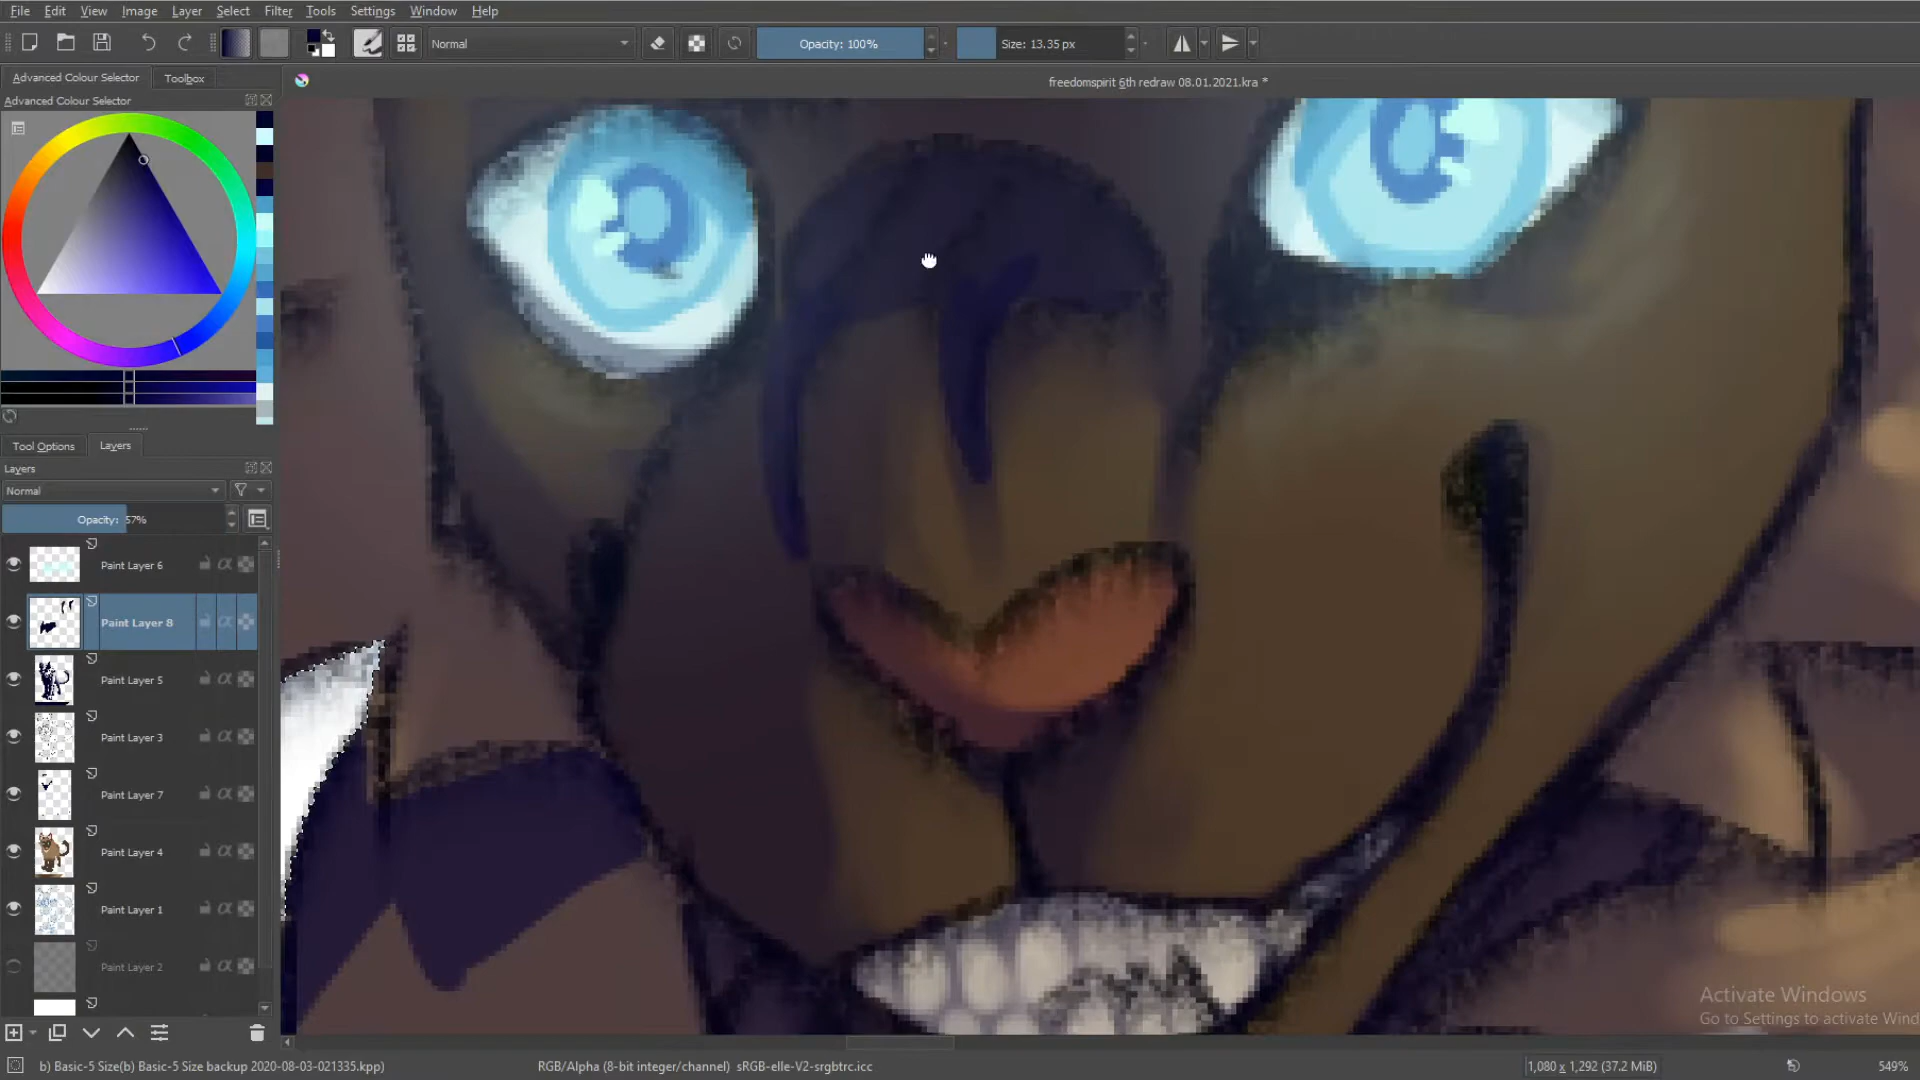 File Edit View Image Layer Select Filter Tools Settings Window Help
Normal Opacity: 100% Size: 13.35 px
Advanced Colour Selector Toolbox
freedomspirit 6th redraw 08.01.2021.kra *
Advanced Colour Selector
Tool Options Layers
Layers
Normal
Opacity: 57%
Paint Layer 6
Paint Layer 8
Paint Layer 5
Paint Layer 3
Paint Layer 7
Paint Layer 4
Paint Layer 1
Paint Layer 2
Activate Windows
Go to Settings to activate Wind
b) Basic-5 Size(b) Basic-5 Size backup 2020-08-03-021335.kpp) RGB/Alpha (8-bit integer/channel) sRGB-elle-V2-srgbtrc.icc 1,080 x 1,292 (37.2 MiB) 549%